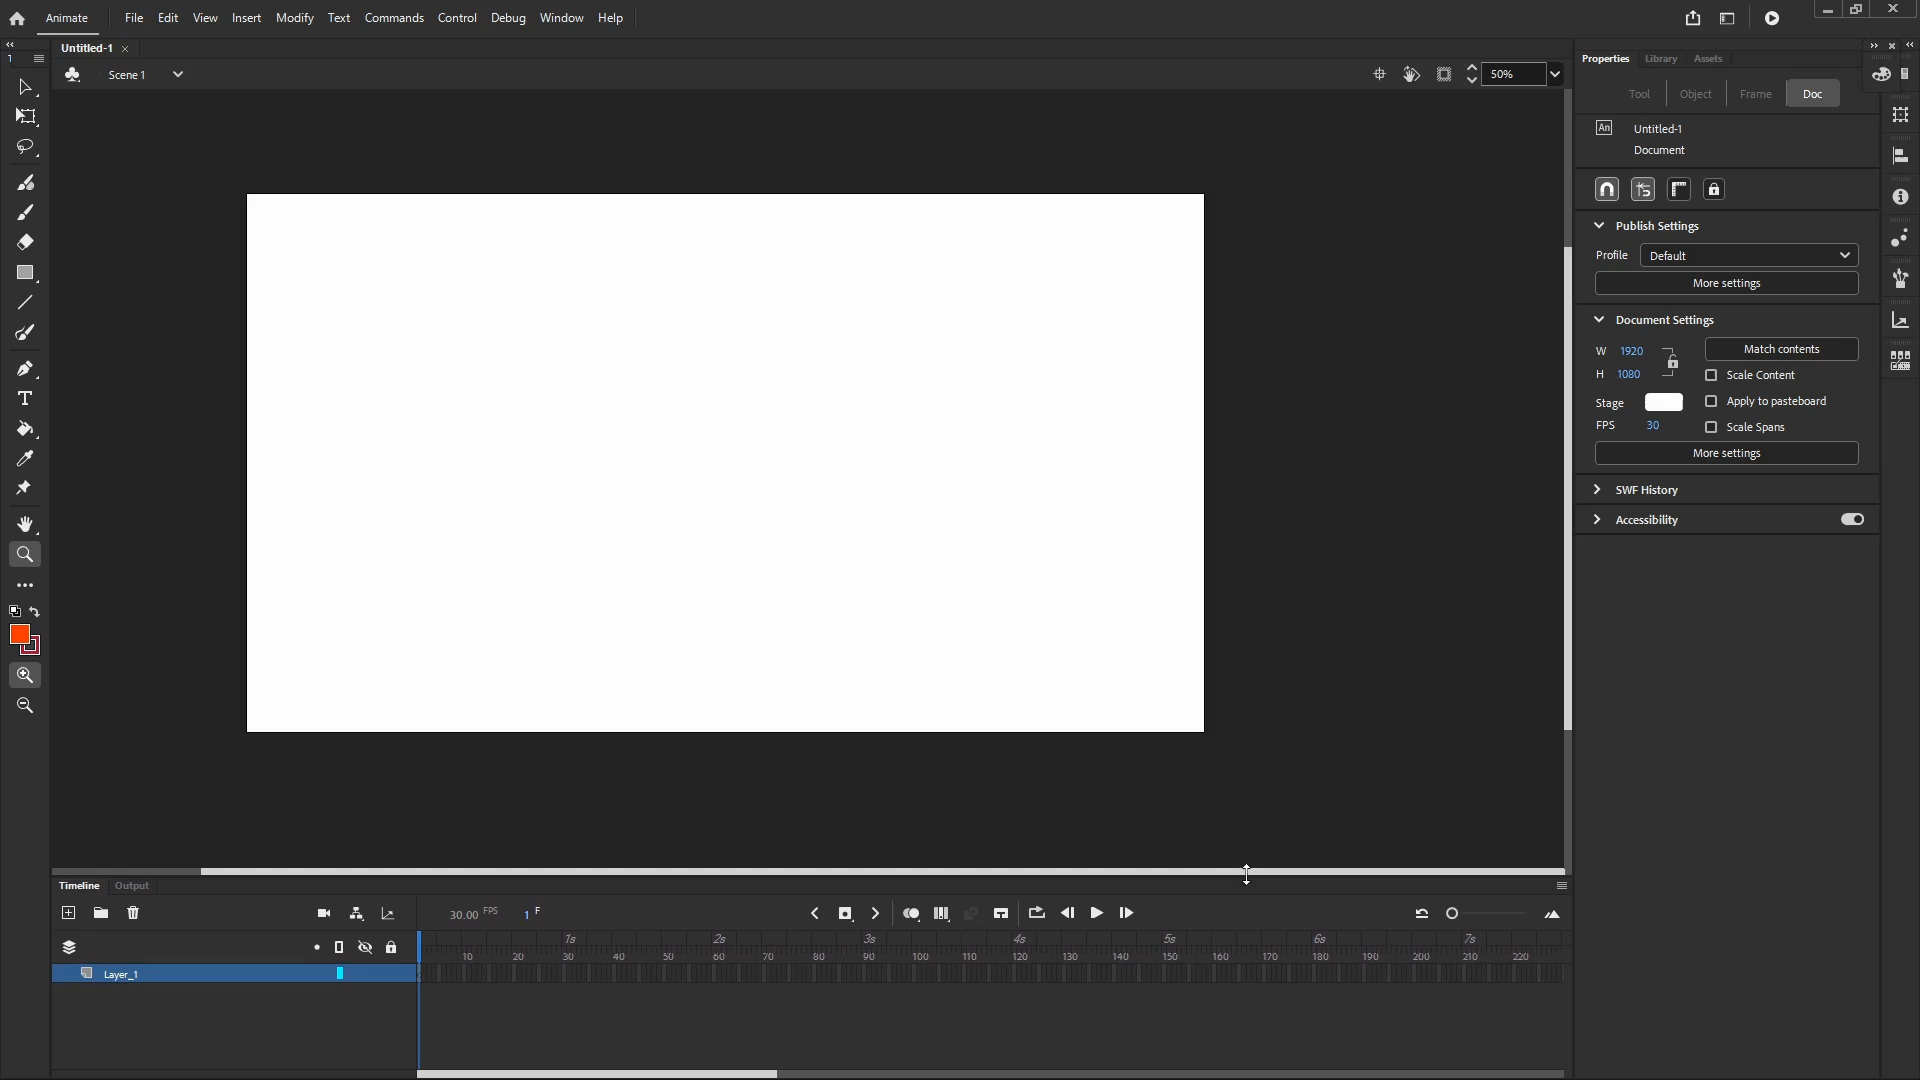 Animate File Edit View Insert Modify Text Commands Control Debug Window Help
Untitled-1
Scene 1
50%
Properties Library Assets
Tool Object Frame Doc
An Untitled-1
Document
Publish Settings
Profile Default
More settings
Document Settings
W 1920 Match contents
H 1080 Scale Content
Stage Apply to pasteboard
FPS 30 Scale Spans
More settings
SWF History
Accessibility
Timeline Output
30.00 FPS 1 F
1s 2s 3s 4s 5s 6s 7s
10 20 30 40 50 60 70 80 90 100 110 120 130 140 150 160 170 180 190 200 210 220
Layer_1